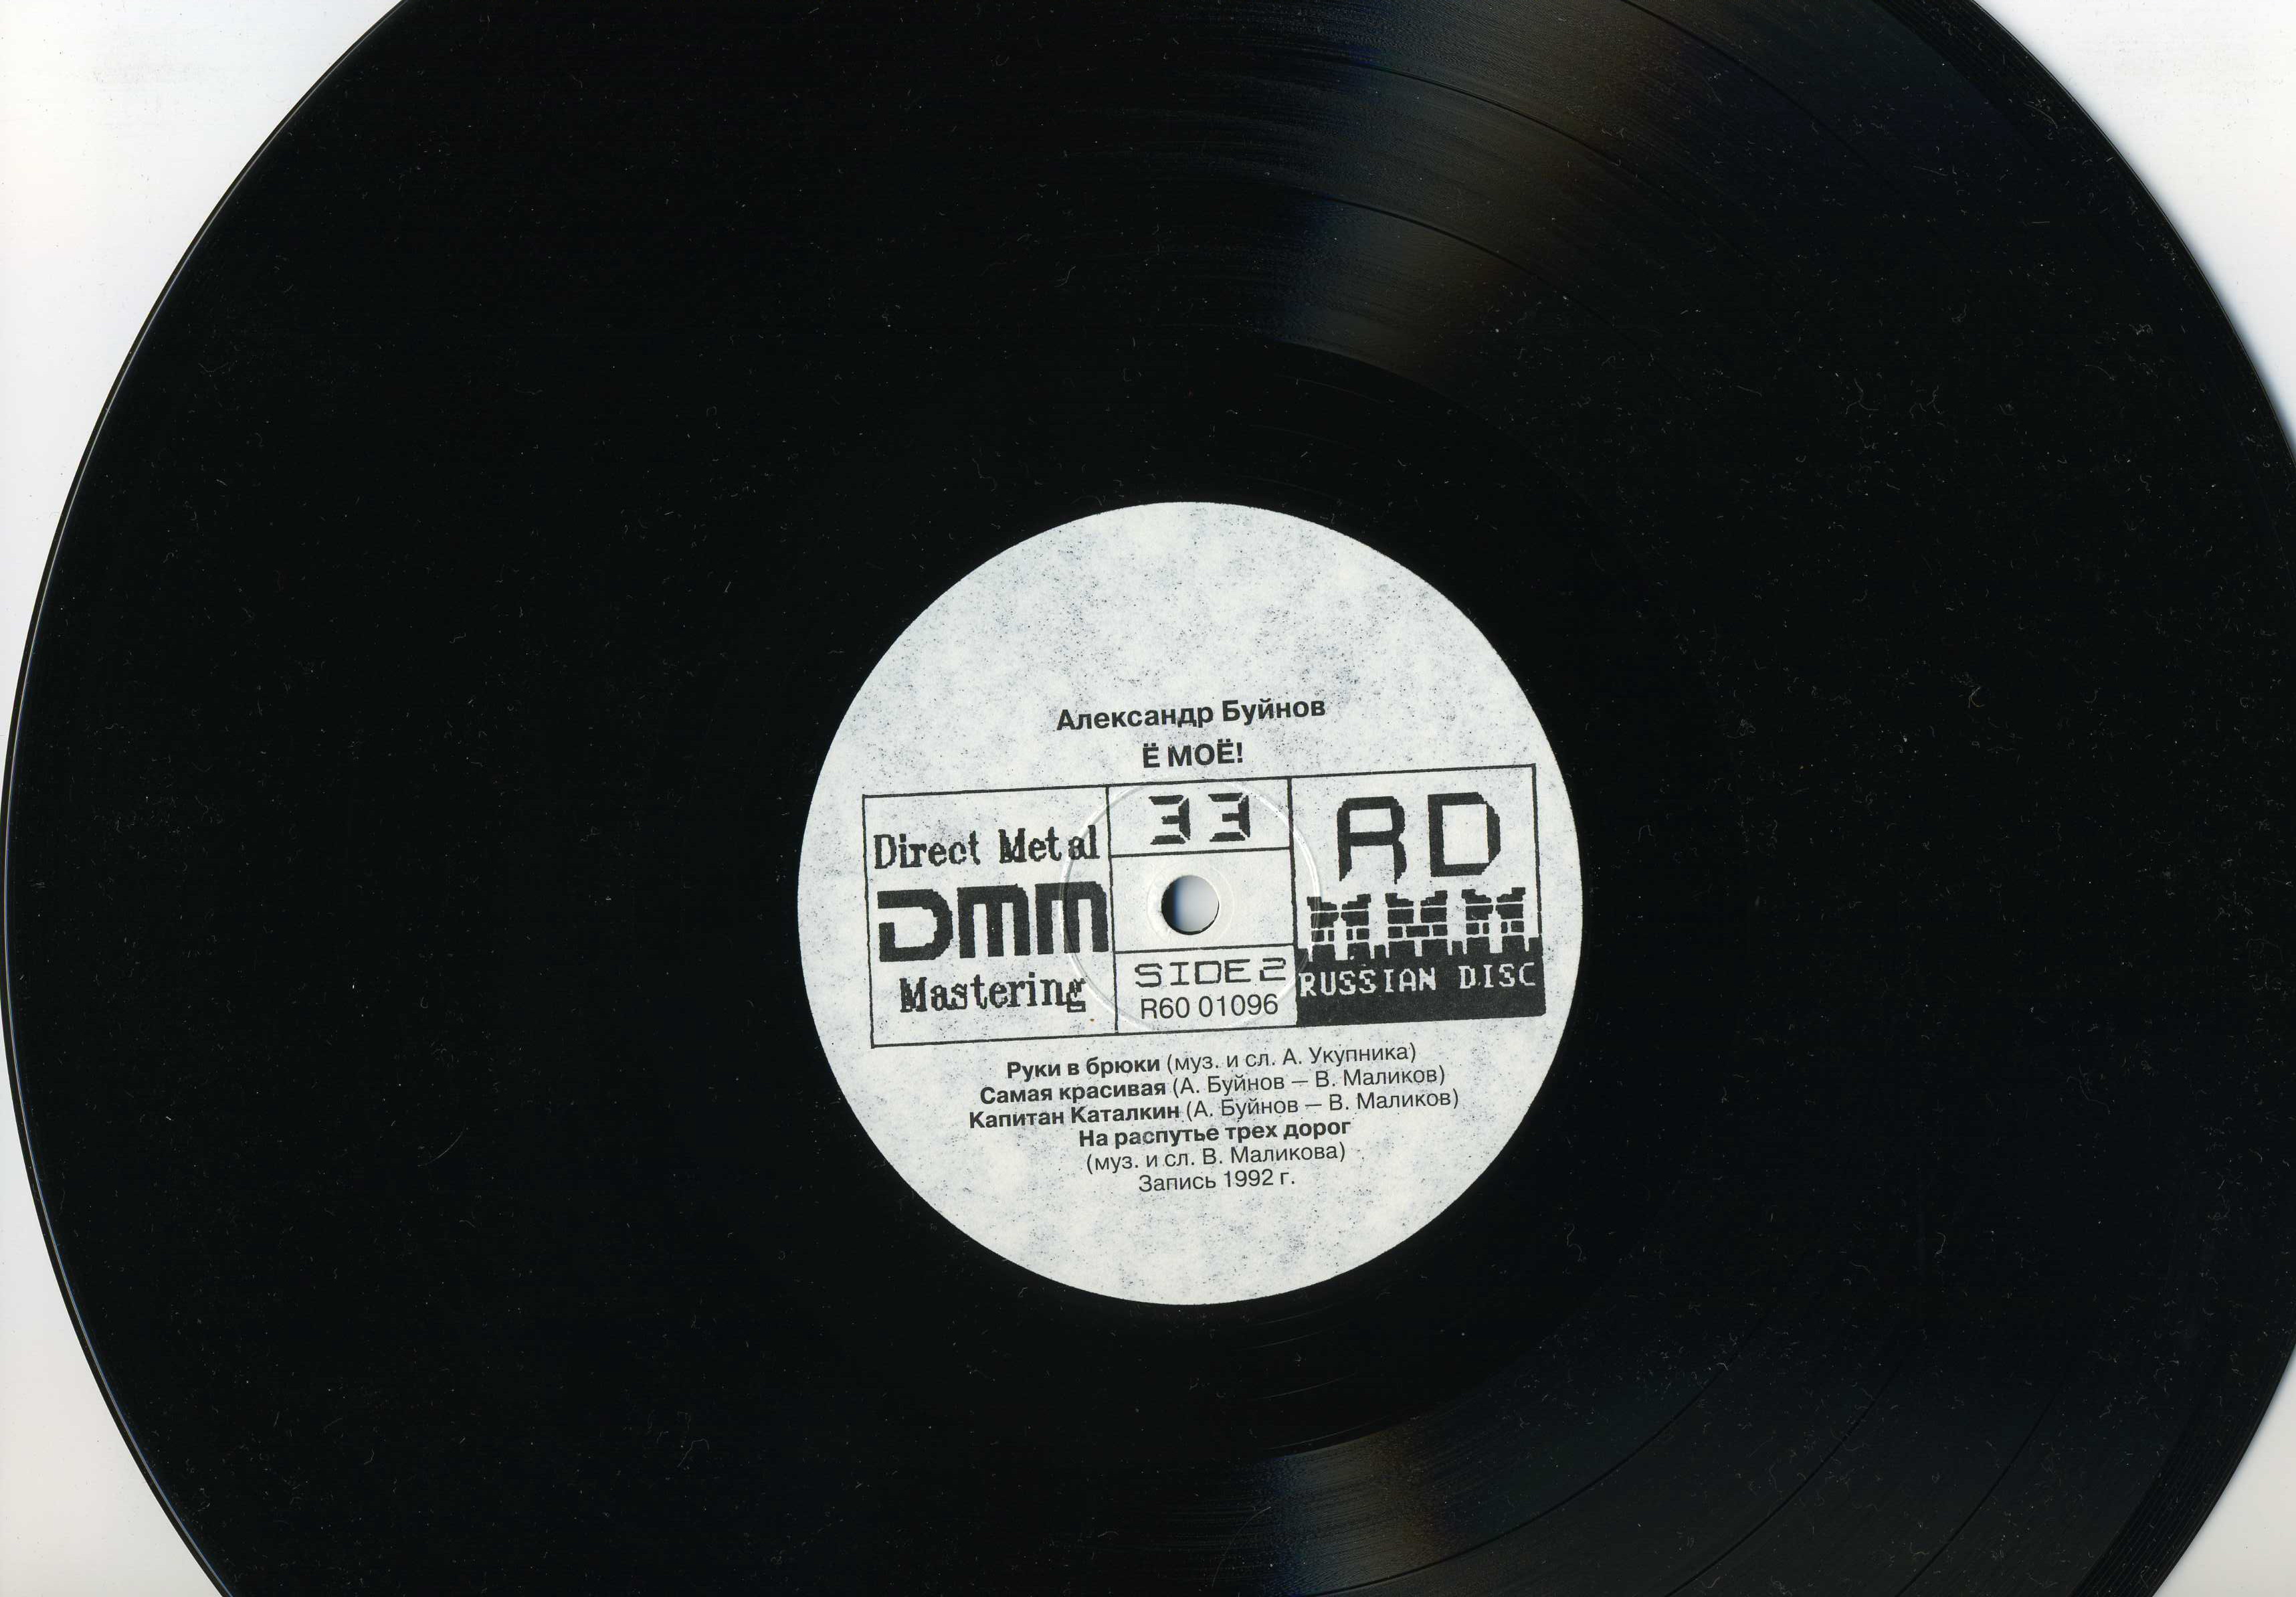 Александр Буйнов
Ё МОЁ!
Direct Metal
DMM
Mastering
33
SIDE 2
R60 01096
RD
RUSSIAN DISC
Руки в брюки (муз. и сл. А. Укупника)
Самая красивая (А. Буйнов — В. Маликов)
Капитан Каталкин (А. Буйнов — В. Маликов)
На распутье трех дорог
(муз. и сл. В. Маликова)
Запись 1992 г.